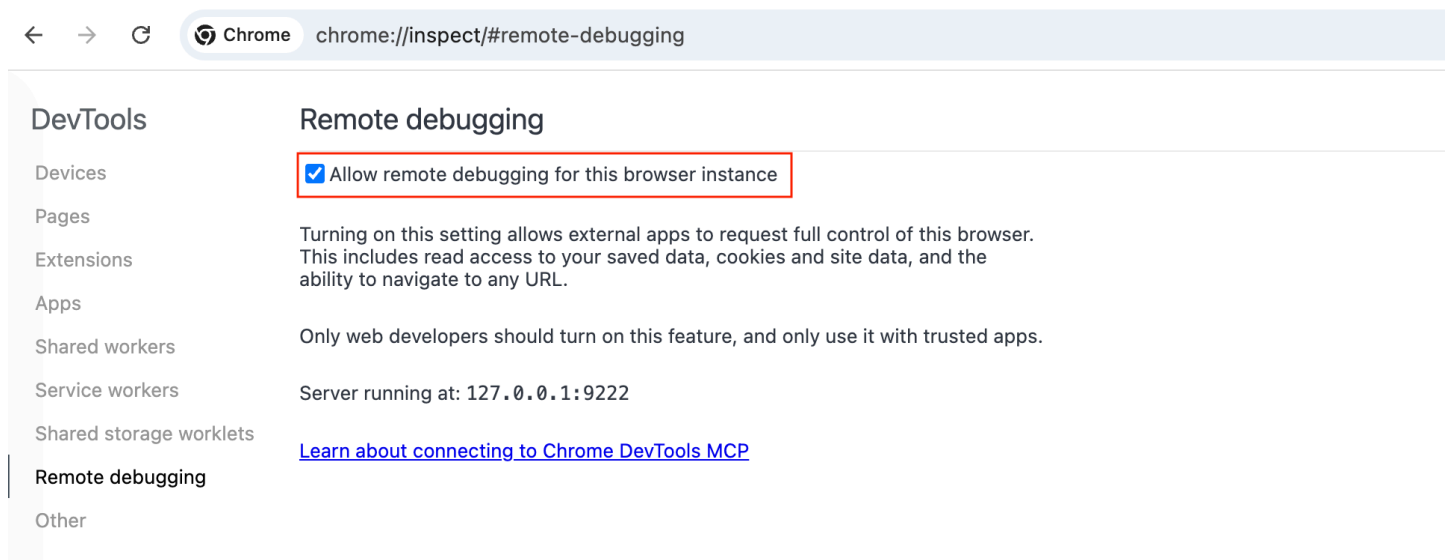 Chrome chrome://inspect/#remote-debugging
DevTools
Devices
Pages
Extensions
Apps
Shared workers
Service workers
Shared storage worklets
Remote debugging
Other
Remote debugging
Allow remote debugging for this browser instance
Turning on this setting allows external apps to request full control of this browser.
This includes read access to your saved data, cookies and site data, and the
ability to navigate to any URL.
Only web developers should turn on this feature, and only use it with trusted apps.
Server running at: 127.0.0.1:9222
Learn about connecting to Chrome DevTools MCP